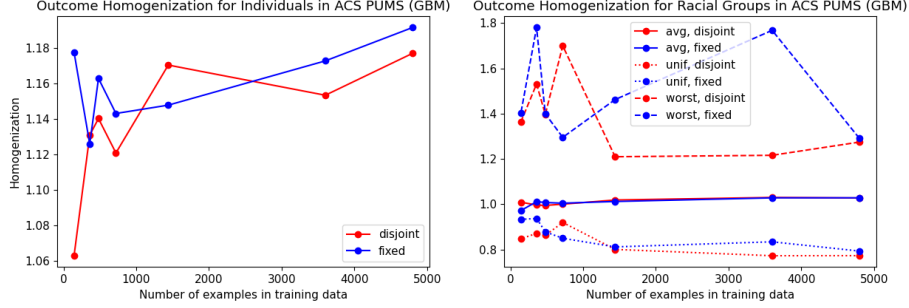 Outcome Homogenization for Individuals in ACS PUMS (GBM)
Homogenization
1.18
1.16
1.14
1.12
1.10
1.08
1.06
disjoint
fixed
0
1000
2000
3000
4000
5000
Number of examples in training data
Outcome Homogenization for Racial Groups in ACS PUMS (GBM)
1.8
1.6
1.4
1.2
1.0
0.8
avg, disjoint
avg, fixed
unif, disjoint
unif, fixed
worst, disjoint
worst, fixed
0
1000
2000
3000
4000
5000
Number of examples in training data